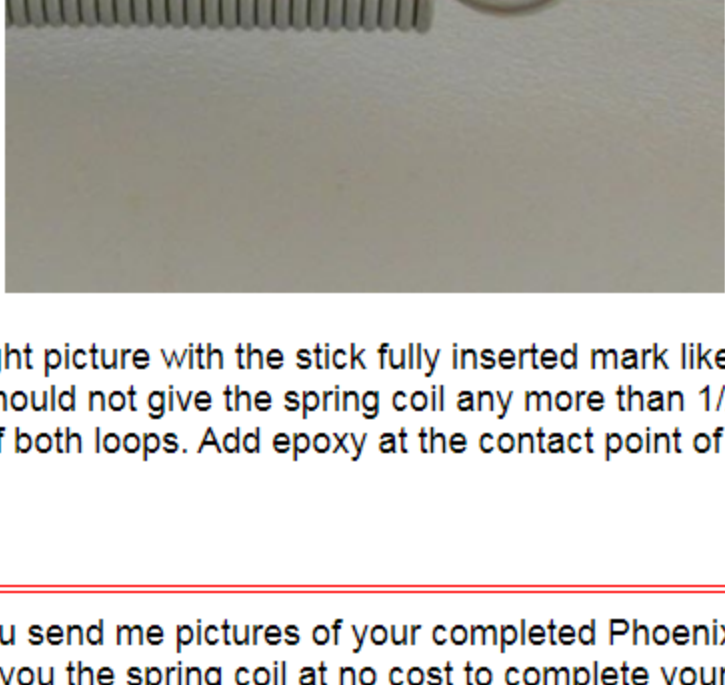 ght picture with the stick fully inserted mark like
hould not give the spring coil any more than 1/
f both loops. Add epoxy at the contact point of
u send me pictures of your completed Phoenix
you the spring coil at no cost to complete your